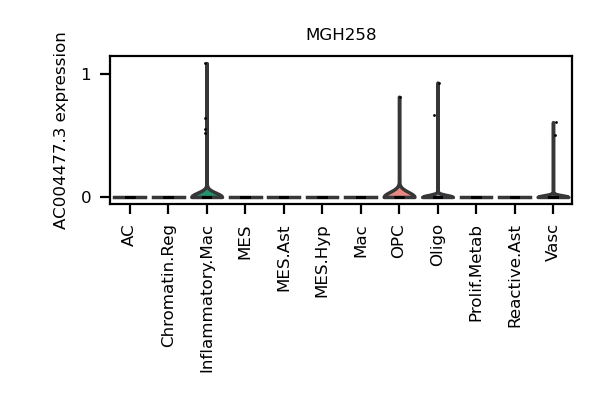 MGH258
AC004477.3 expression
1
0
AC
Chromatin.Reg
Inflammatory.Mac
MES
MES.Ast
MES.Hyp
Mac
OPC
Oligo
Prolif.Metab
Reactive.Ast
Vasc